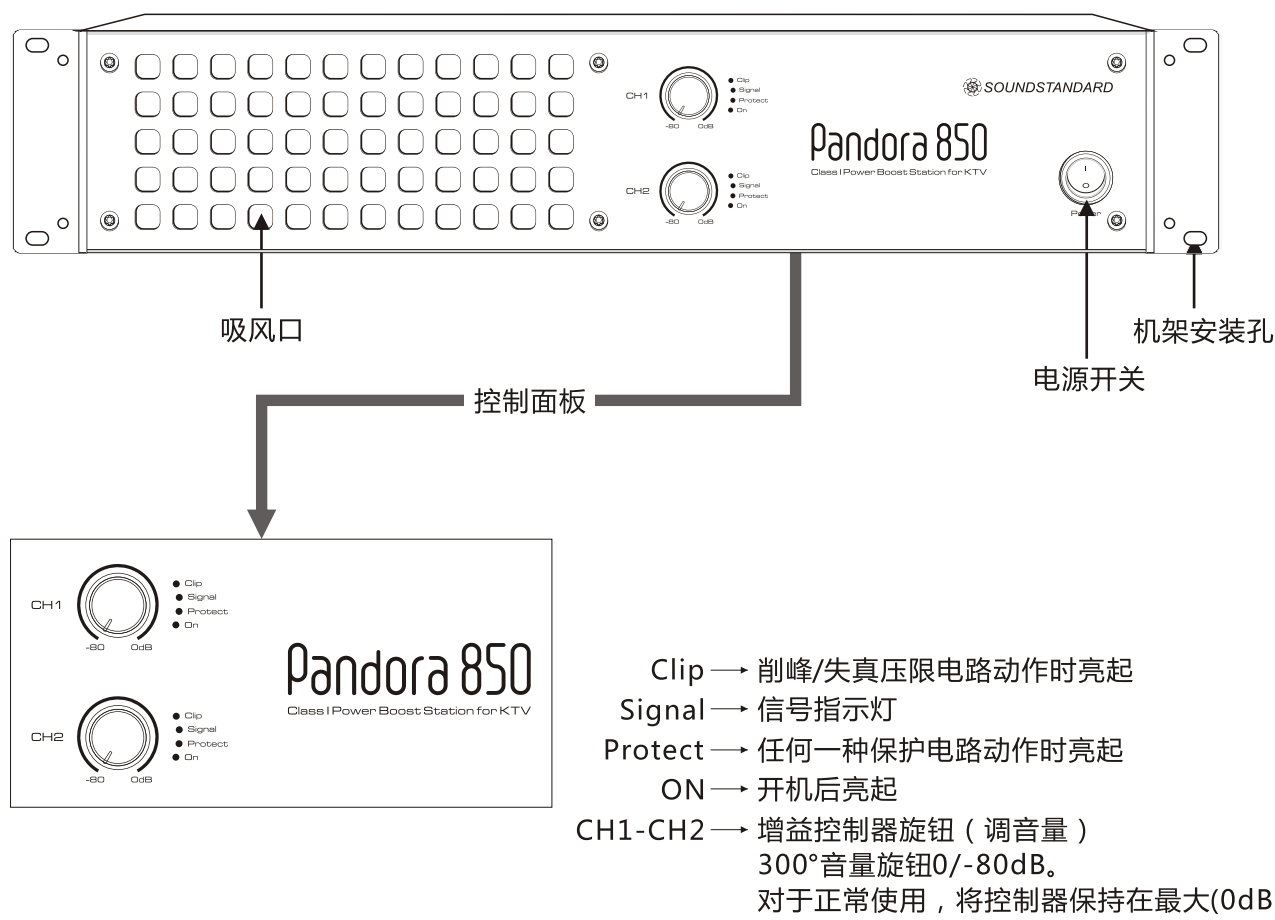 CH1
Clip
Signal
Protect
On
-80 0dB
SOUNDSTANDARD
Pandora 850
Class I Power Boost Station for KTV
CH2
Clip
Signal
Protect
On
-80 0dB
Power
吸风口
机架安装孔
电源开关
控制面板
CH1
Clip
Signal
Protect
On
-80 0dB
Pandora 850
Class I Power Boost Station for KTV
CH2
Clip
Signal
Protect
On
-80 0dB
Clip → 削峰/失真压限电路动作时亮起
Signal → 信号指示灯
Protect → 任何一种保护电路动作时亮起
ON → 开机后亮起
CH1-CH2 → 增益控制器旋钮（调音量）
300°音量旋钮0/-80dB。
对于正常使用，将控制器保持在最大(0dB